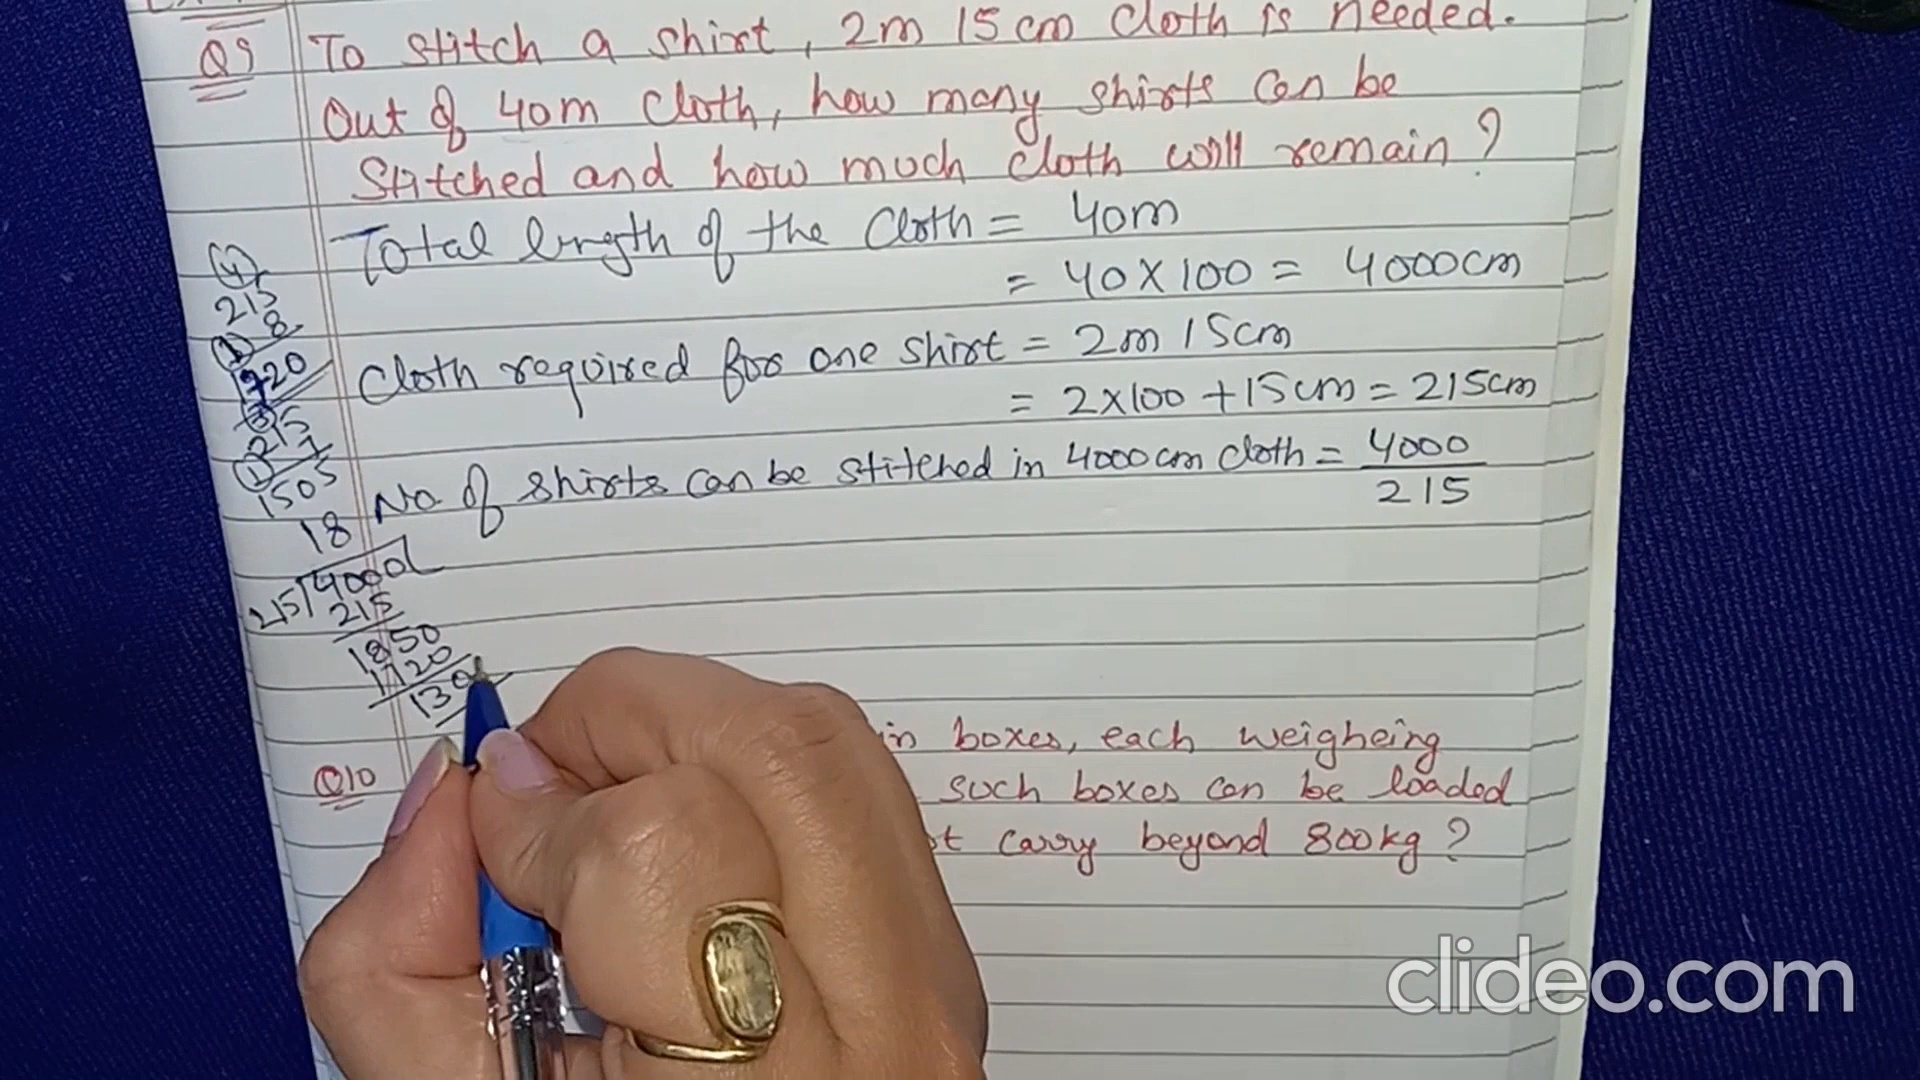 Q9 To stitch a shirt, 2m 15cm cloth is needed.
Out of 40m cloth, how many shirts can be
stitched and how much cloth will remain?
Total length of the cloth = 40m
= 40 X 100 = 4000cm
Cloth required for one shirt = 2m 15cm
= 2x100 + 15cm = 215cm
No. of shirts can be stitched in 4000cm cloth = 4000
215
(4)
215
8
(1)
1720
(3)
215
7
(1)
1505
18
215 4000
215
1850
1720
130
Q10
in boxes, each weigheing
such boxes can be loaded
carry beyond 800kg?
clideo.com